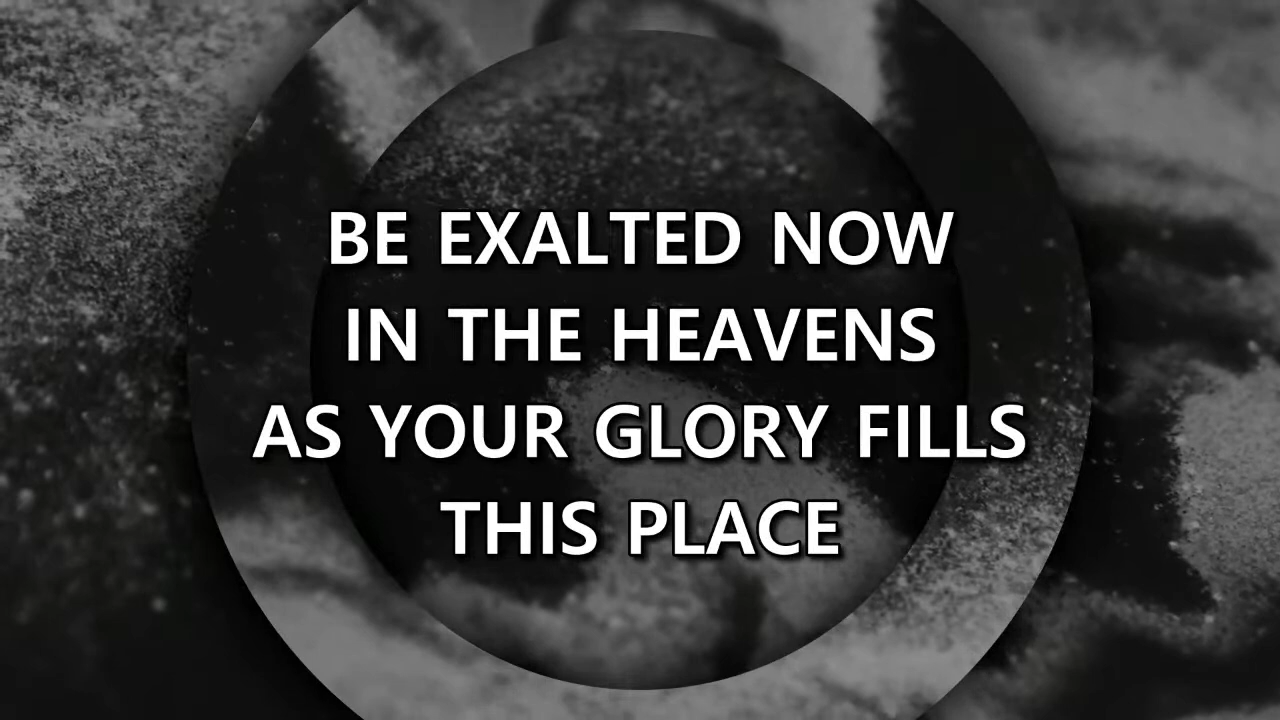 BE EXALTED NOW
IN THE HEAVENS
AS YOUR GLORY FILLS
THIS PLACE